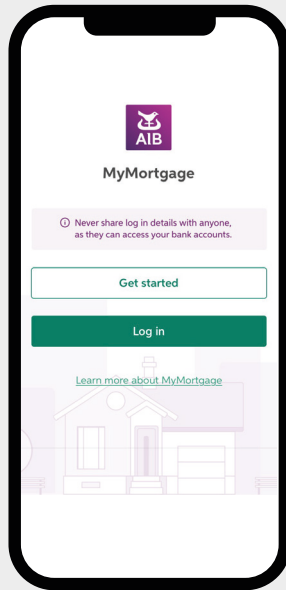 AIB
MyMortgage
Never share log in details with anyone,
as they can access your bank accounts.
Get started
Log in
Learn more about MyMortgage